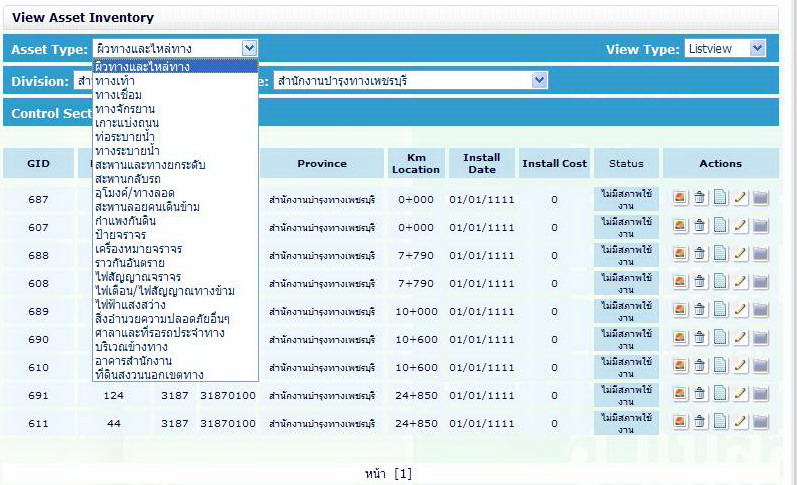 View Asset Inventory
Asset Type: ผิวทางและไหล่ทาง View Type: Listview
Division: สำ e: สำนักงานบำรุงทางเพชรบุรี
Control Sect
ผิวทางและไหล่ทาง
ทางเท้า
ทางเชื่อม
ทางจักรยาน
เกาะแบ่งถนน
ท่อระบายน้ำ
ทางระบายน้ำ
สะพานและทางยกระดับ
สะพานกลับรถ
อุโมงค์/ทางลอด
สะพานลอยคนเดินข้าม
กำแพงกันดิน
ป้ายจราจร
เครื่องหมายจราจร
ราวกันอันตราย
ไฟสัญญาณจราจร
ไฟเตือน/ไฟสัญญาณทางข้าม
ไฟฟ้าแสงสว่าง
สิ่งอำนวยความปลอดภัยอื่นๆ
ศาลาและที่รอรถประจำทาง
บริเวณข้างทาง
อาคารสำนักงาน
ที่ดินสงวนนอกเขตทาง
GID Province Km Location Install Date Install Cost Status Actions
687 สำนักงานบำรุงทางเพชรบุรี 0+000 01/01/1111 0 ไม่มีสภาพใช้งาน
607 สำนักงานบำรุงทางเพชรบุรี 0+000 01/01/1111 0 ไม่มีสภาพใช้งาน
688 สำนักงานบำรุงทางเพชรบุรี 7+790 01/01/1111 0 ไม่มีสภาพใช้งาน
608 สำนักงานบำรุงทางเพชรบุรี 7+790 01/01/1111 0 ไม่มีสภาพใช้งาน
689 สำนักงานบำรุงทางเพชรบุรี 10+000 01/01/1111 0 ไม่มีสภาพใช้งาน
690 สำนักงานบำรุงทางเพชรบุรี 10+600 01/01/1111 0 ไม่มีสภาพใช้งาน
610 สำนักงานบำรุงทางเพชรบุรี 10+600 01/01/1111 0 ไม่มีสภาพใช้งาน
691 124 3187 31870100 สำนักงานบำรุงทางเพชรบุรี 24+850 01/01/1111 0 ไม่มีสภาพใช้งาน
611 44 3187 31870100 สำนักงานบำรุงทางเพชรบุรี 24+850 01/01/1111 0 ไม่มีสภาพใช้งาน
หน้า [1]